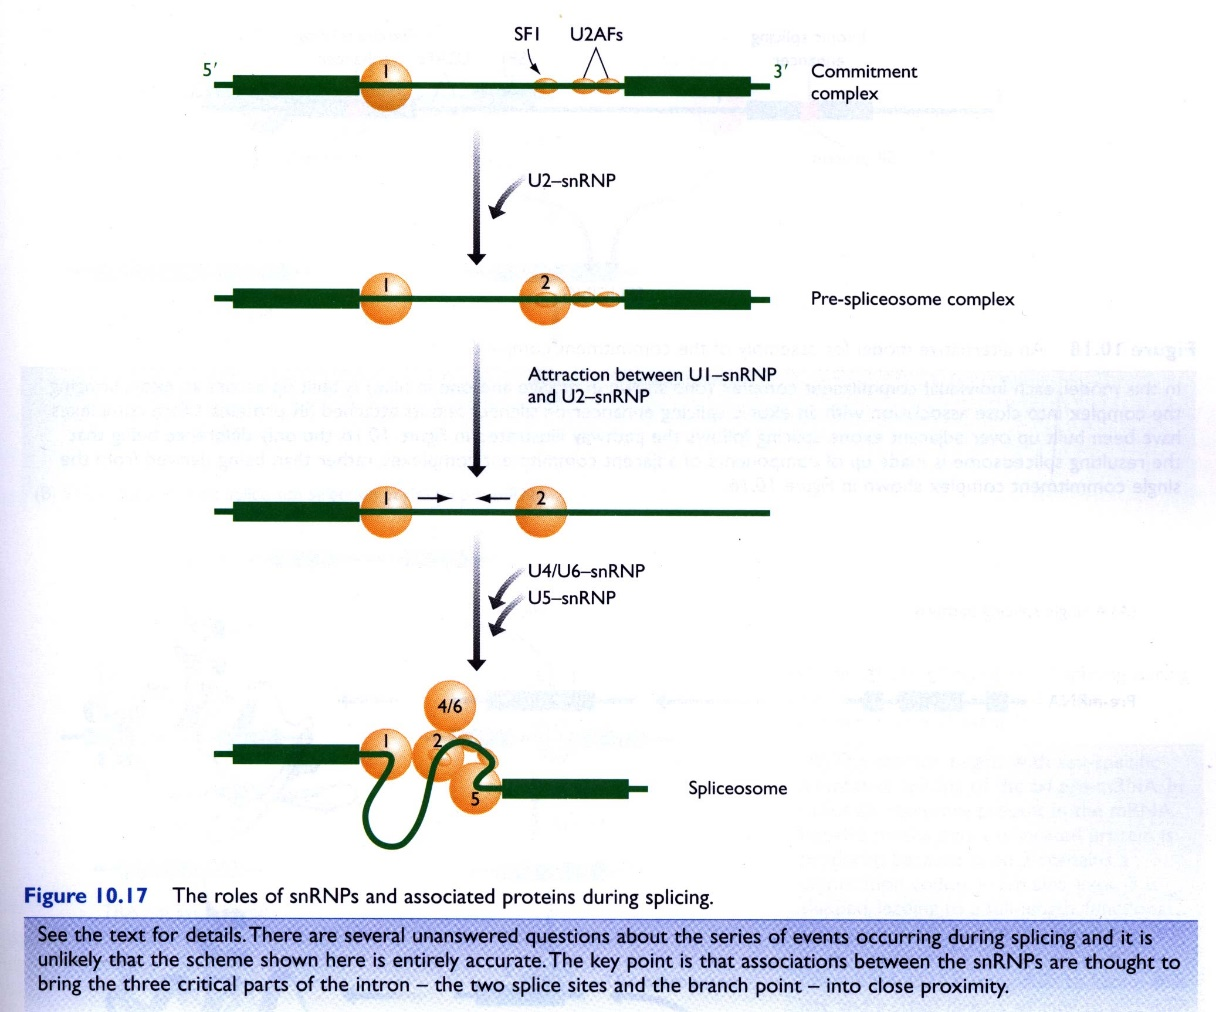 SF1 U2AFs
5′ 1 3′ Commitment
complex
U2–snRNP
1 2 Pre-spliceosome complex
Attraction between U1–snRNP
and U2–snRNP
1 2
U4/U6–snRNP
U5–snRNP
4/6
1 2
5 Spliceosome
Figure 10.17 The roles of snRNPs and associated proteins during splicing.
See the text for details. There are several unanswered questions about the series of events occurring during splicing and it is
unlikely that the scheme shown here is entirely accurate. The key point is that associations between the snRNPs are thought to
bring the three critical parts of the intron – the two splice sites and the branch point – into close proximity.